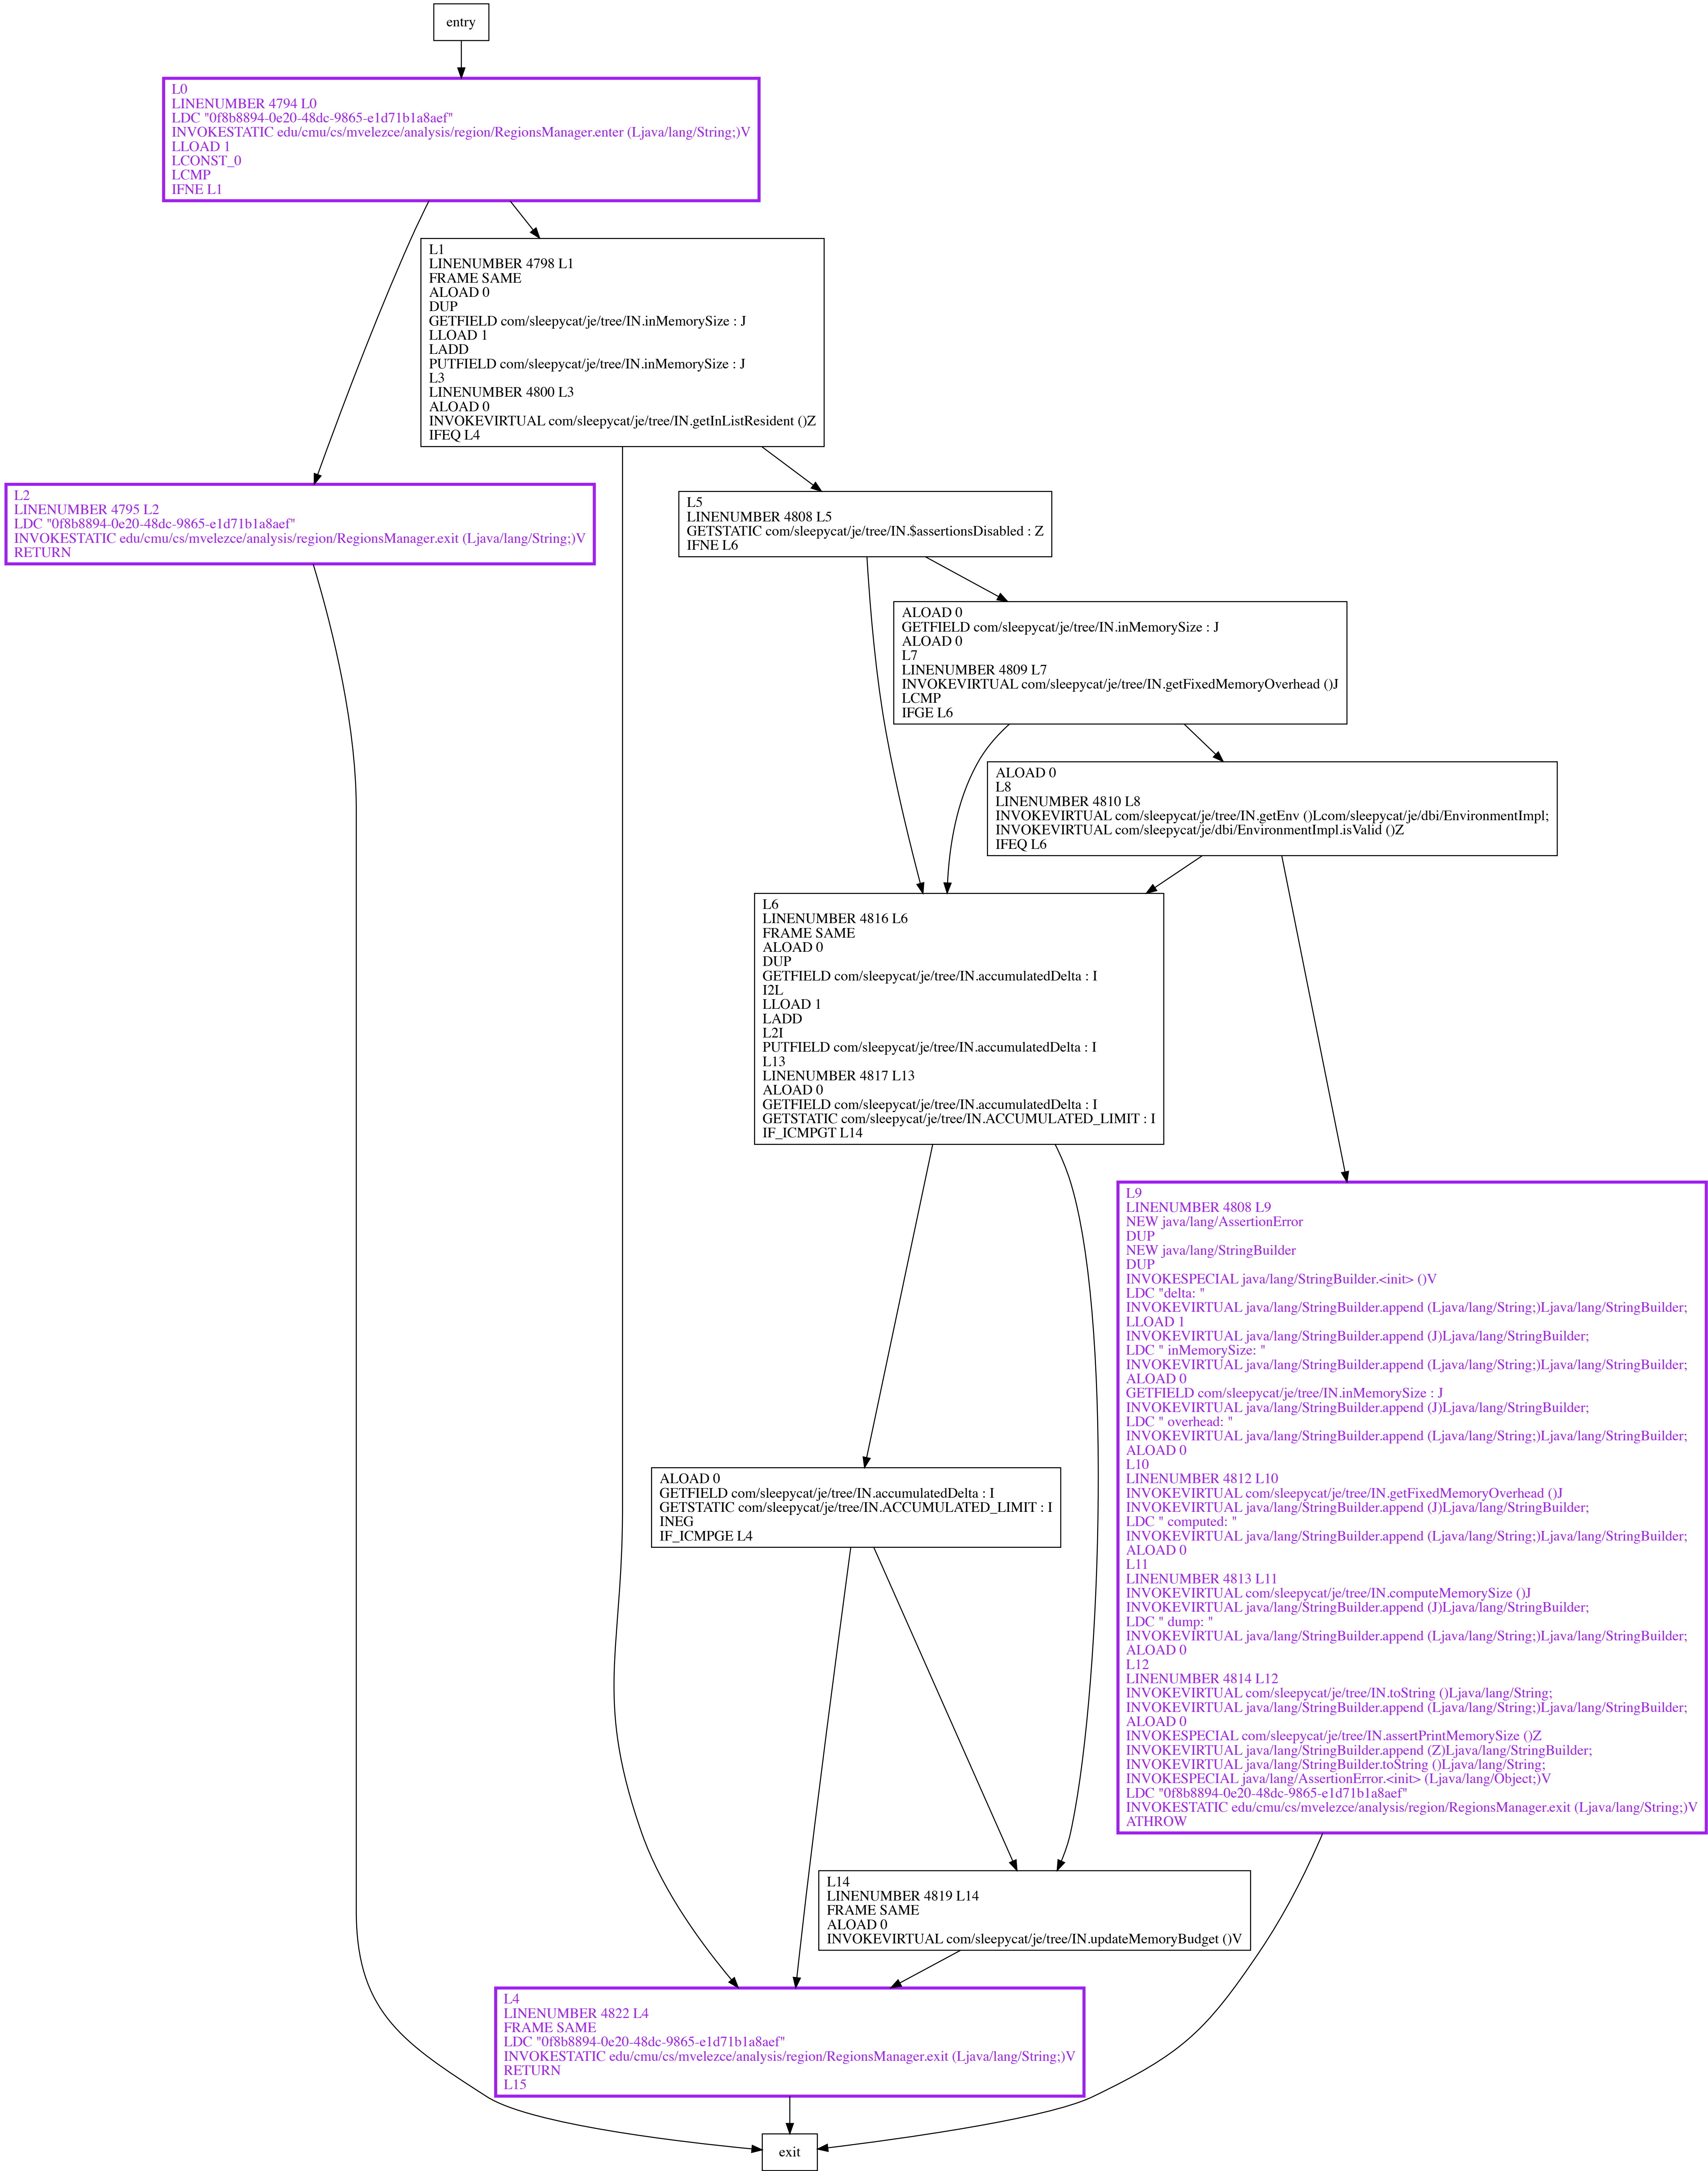 entry
L0
LINENUMBER 4794 L0
LDC "0f8b8894-0e20-48dc-9865-e1d71b1a8aef"
INVOKESTATIC edu/cmu/cs/mvelezce/analysis/region/RegionsManager.enter (Ljava/lang/String;)V
LLOAD 1
LCONST_0
LCMP
IFNE L1
L1
LINENUMBER 4798 L1
FRAME SAME
ALOAD 0
DUP
GETFIELD com/sleepycat/je/tree/IN.inMemorySize : J
LLOAD 1
LADD
PUTFIELD com/sleepycat/je/tree/IN.inMemorySize : J
L3
LINENUMBER 4800 L3
ALOAD 0
INVOKEVIRTUAL com/sleepycat/je/tree/IN.getInListResident ()Z
IFEQ L4
L2
LINENUMBER 4795 L2
LDC "0f8b8894-0e20-48dc-9865-e1d71b1a8aef"
INVOKESTATIC edu/cmu/cs/mvelezce/analysis/region/RegionsManager.exit (Ljava/lang/String;)V
RETURN
L5
LINENUMBER 4808 L5
GETSTATIC com/sleepycat/je/tree/IN.$assertionsDisabled : Z
IFNE L6
ALOAD 0
GETFIELD com/sleepycat/je/tree/IN.inMemorySize : J
ALOAD 0
L7
LINENUMBER 4809 L7
INVOKEVIRTUAL com/sleepycat/je/tree/IN.getFixedMemoryOverhead ()J
LCMP
IFGE L6
ALOAD 0
L8
LINENUMBER 4810 L8
INVOKEVIRTUAL com/sleepycat/je/tree/IN.getEnv ()Lcom/sleepycat/je/dbi/EnvironmentImpl;
INVOKEVIRTUAL com/sleepycat/je/dbi/EnvironmentImpl.isValid ()Z
IFEQ L6
L6
LINENUMBER 4816 L6
FRAME SAME
ALOAD 0
DUP
GETFIELD com/sleepycat/je/tree/IN.accumulatedDelta : I
I2L
LLOAD 1
LADD
L2I
PUTFIELD com/sleepycat/je/tree/IN.accumulatedDelta : I
L13
LINENUMBER 4817 L13
ALOAD 0
GETFIELD com/sleepycat/je/tree/IN.accumulatedDelta : I
GETSTATIC com/sleepycat/je/tree/IN.ACCUMULATED_LIMIT : I
IF_ICMPGT L14
L9
LINENUMBER 4808 L9
NEW java/lang/AssertionError
DUP
NEW java/lang/StringBuilder
DUP
INVOKESPECIAL java/lang/StringBuilder.<init> ()V
LDC "delta: "
INVOKEVIRTUAL java/lang/StringBuilder.append (Ljava/lang/String;)Ljava/lang/StringBuilder;
LLOAD 1
INVOKEVIRTUAL java/lang/StringBuilder.append (J)Ljava/lang/StringBuilder;
LDC " inMemorySize: "
INVOKEVIRTUAL java/lang/StringBuilder.append (Ljava/lang/String;)Ljava/lang/StringBuilder;
ALOAD 0
GETFIELD com/sleepycat/je/tree/IN.inMemorySize : J
INVOKEVIRTUAL java/lang/StringBuilder.append (J)Ljava/lang/StringBuilder;
LDC " overhead: "
INVOKEVIRTUAL java/lang/StringBuilder.append (Ljava/lang/String;)Ljava/lang/StringBuilder;
ALOAD 0
L10
LINENUMBER 4812 L10
INVOKEVIRTUAL com/sleepycat/je/tree/IN.getFixedMemoryOverhead ()J
INVOKEVIRTUAL java/lang/StringBuilder.append (J)Ljava/lang/StringBuilder;
LDC " computed: "
INVOKEVIRTUAL java/lang/StringBuilder.append (Ljava/lang/String;)Ljava/lang/StringBuilder;
ALOAD 0
L11
LINENUMBER 4813 L11
INVOKEVIRTUAL com/sleepycat/je/tree/IN.computeMemorySize ()J
INVOKEVIRTUAL java/lang/StringBuilder.append (J)Ljava/lang/StringBuilder;
LDC " dump: "
INVOKEVIRTUAL java/lang/StringBuilder.append (Ljava/lang/String;)Ljava/lang/StringBuilder;
ALOAD 0
L12
LINENUMBER 4814 L12
INVOKEVIRTUAL com/sleepycat/je/tree/IN.toString ()Ljava/lang/String;
INVOKEVIRTUAL java/lang/StringBuilder.append (Ljava/lang/String;)Ljava/lang/StringBuilder;
ALOAD 0
INVOKESPECIAL com/sleepycat/je/tree/IN.assertPrintMemorySize ()Z
INVOKEVIRTUAL java/lang/StringBuilder.append (Z)Ljava/lang/StringBuilder;
INVOKEVIRTUAL java/lang/StringBuilder.toString ()Ljava/lang/String;
INVOKESPECIAL java/lang/AssertionError.<init> (Ljava/lang/Object;)V
LDC "0f8b8894-0e20-48dc-9865-e1d71b1a8aef"
INVOKESTATIC edu/cmu/cs/mvelezce/analysis/region/RegionsManager.exit (Ljava/lang/String;)V
ATHROW
ALOAD 0
GETFIELD com/sleepycat/je/tree/IN.accumulatedDelta : I
GETSTATIC com/sleepycat/je/tree/IN.ACCUMULATED_LIMIT : I
INEG
IF_ICMPGE L4
L14
LINENUMBER 4819 L14
FRAME SAME
ALOAD 0
INVOKEVIRTUAL com/sleepycat/je/tree/IN.updateMemoryBudget ()V
L4
LINENUMBER 4822 L4
FRAME SAME
LDC "0f8b8894-0e20-48dc-9865-e1d71b1a8aef"
INVOKESTATIC edu/cmu/cs/mvelezce/analysis/region/RegionsManager.exit (Ljava/lang/String;)V
RETURN
L15
exit